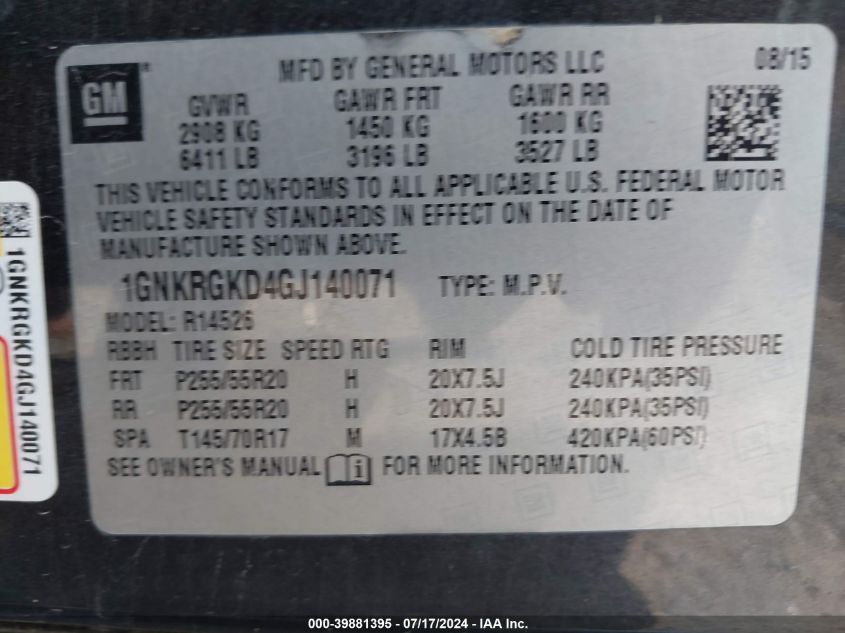 GM
MFD BY GENERAL MOTORS LLC 08/15
GVWR GAWR FRT GAWR RR
2908 KG 1450 KG 1600 KG
6411 LB 3196 LB 3527 LB
THIS VEHICLE CONFORMS TO ALL APPLICABLE U.S. FEDERAL MOTOR
VEHICLE SAFETY STANDARDS IN EFFECT ON THE DATE OF
MANUFACTURE SHOWN ABOVE.
1GNKRGKD4GJ140071 TYPE: M.P.V.
MODEL: R14526
RBBH TIRE SIZE SPEED RTG RIM COLD TIRE PRESSURE
FRT P255/55R20 H 20X7.5J 240KPA(35PSI)
RR P255/55R20 H 20X7.5J 240KPA(35PSI)
SPA T145/70R17 M 17X4.5B 420KPA(60PSI)
SEE OWNER'S MANUAL i FOR MORE INFORMATION.
1GNKRGKD4GJ140071
000-39881395 - 07/17/2024 - IAA Inc.